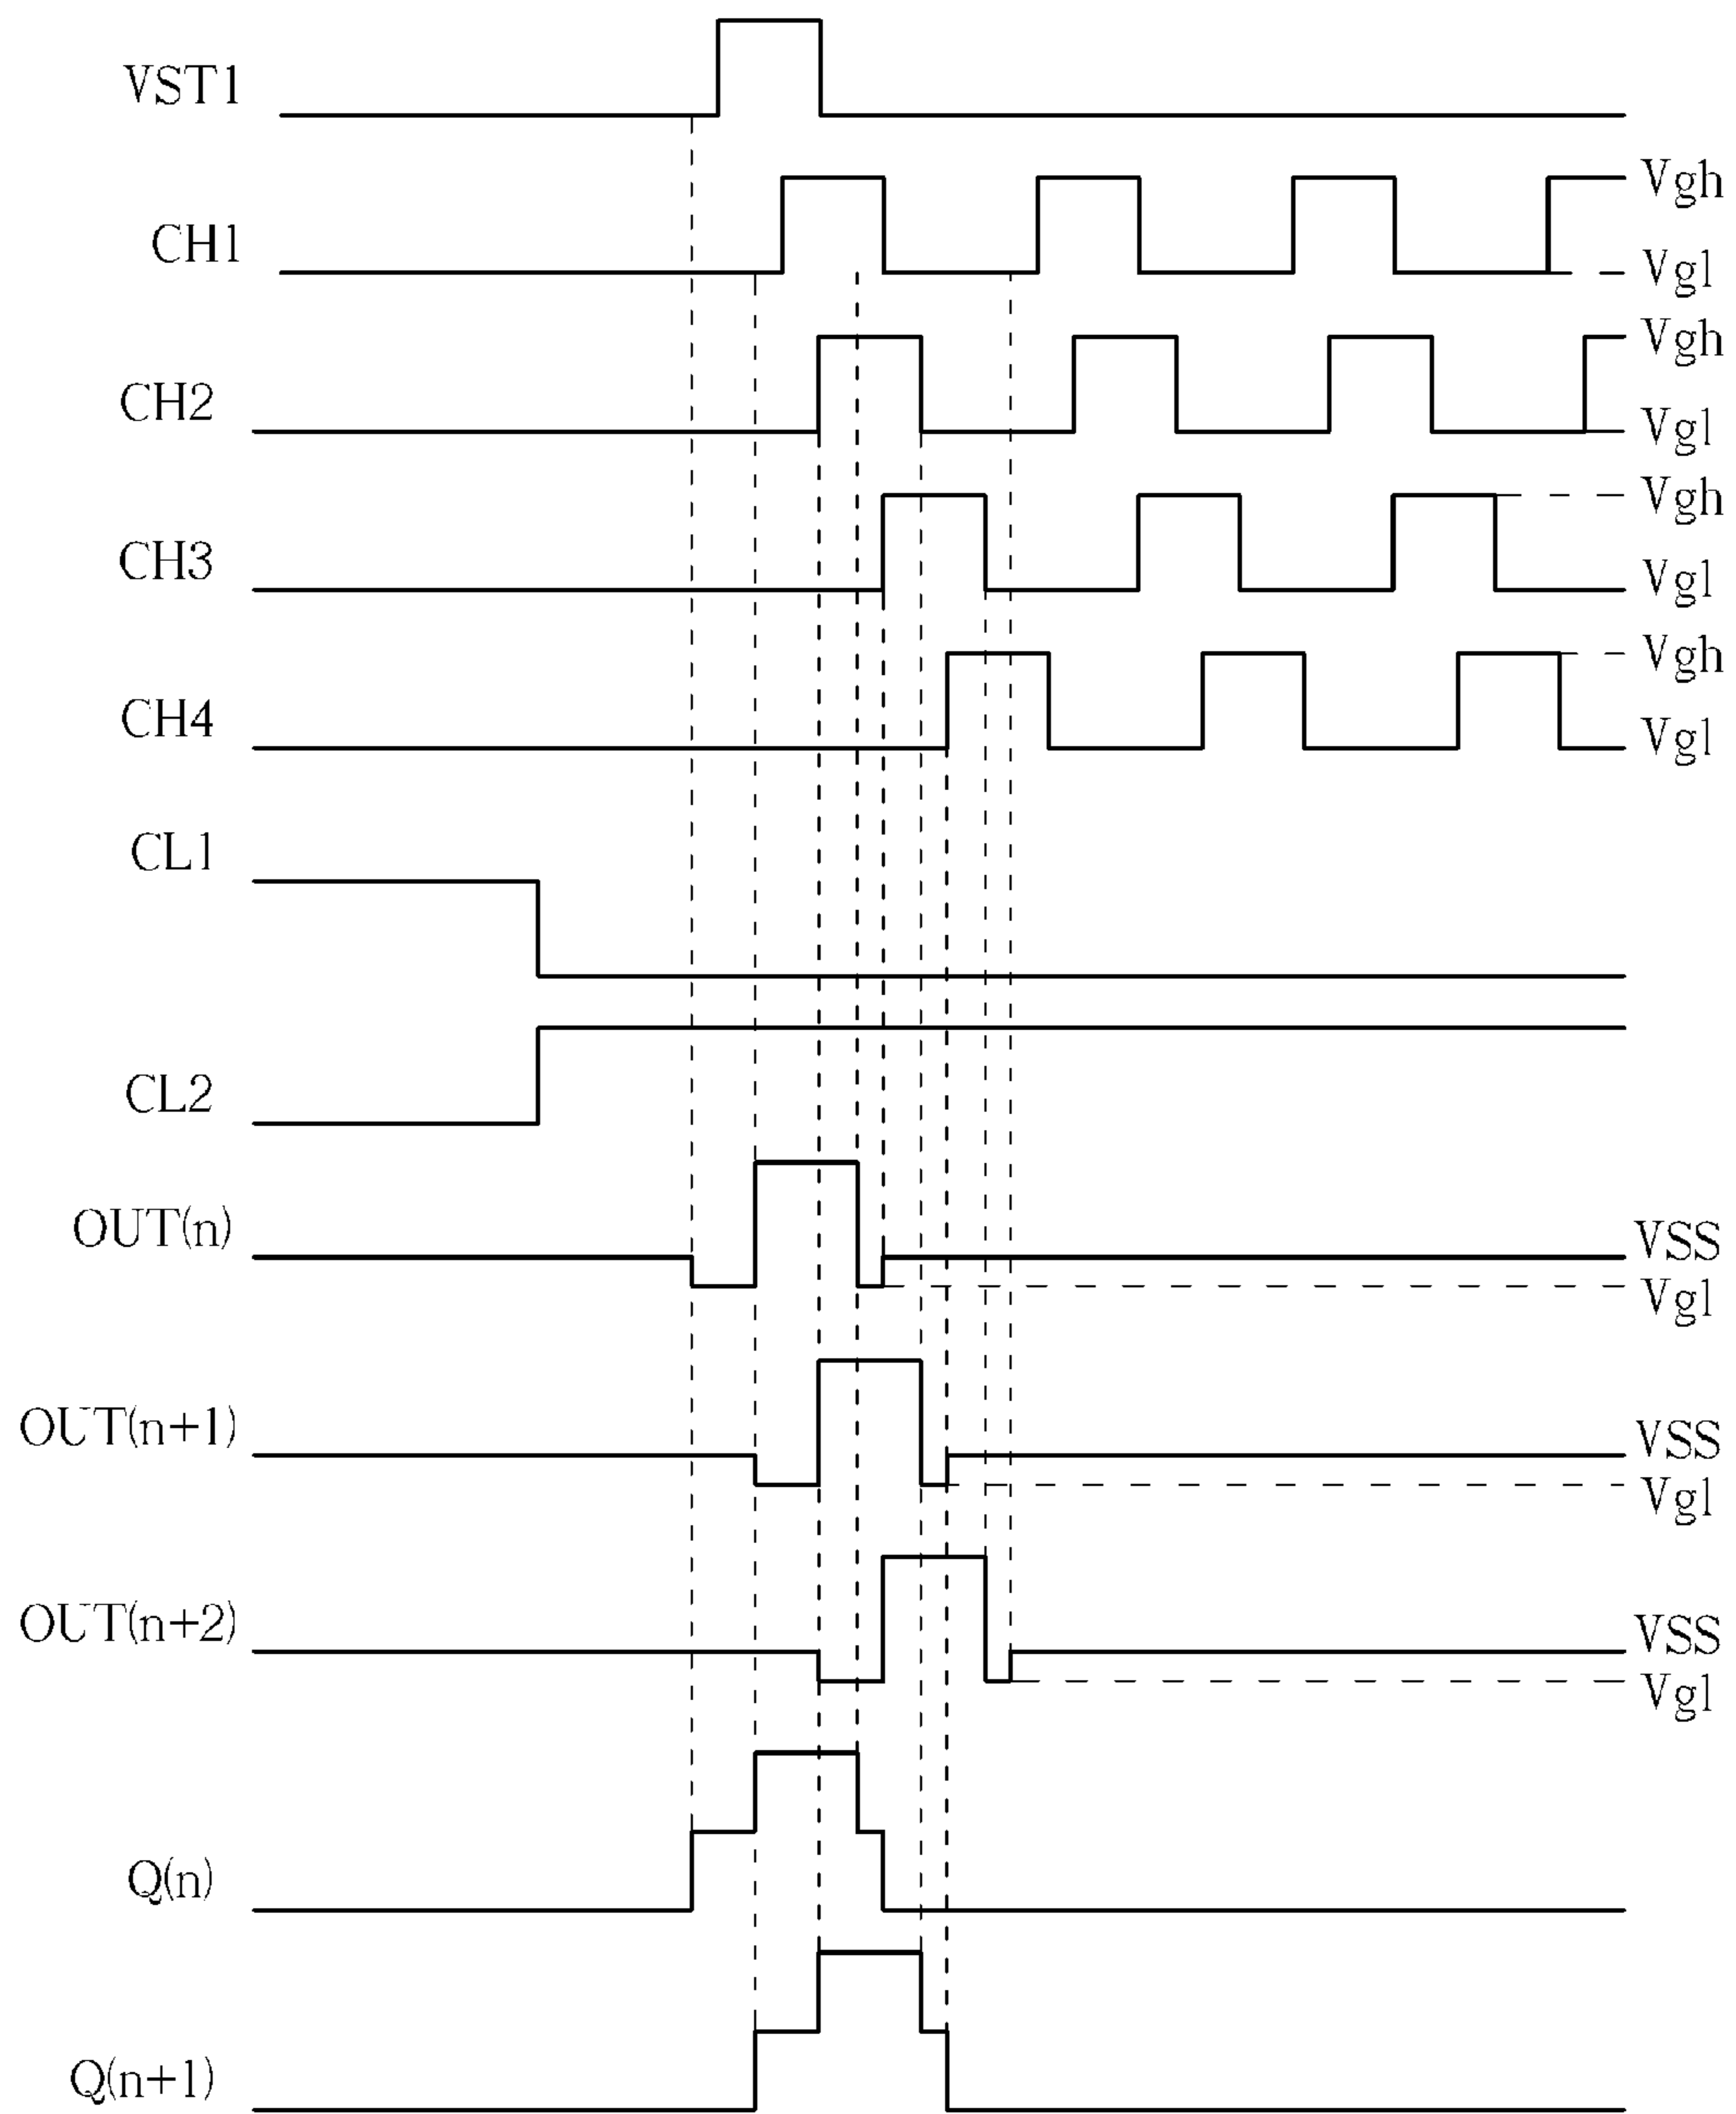 VST1
CH1
Vgh
Vgl
CH2
Vgh
Vgl
CH3
Vgh
Vgl
CH4
Vgh
Vgl
CL1
CL2
OUT(n)
VSS
Vgl
OUT(n+1)
VSS
Vgl
OUT(n+2)
VSS
Vgl
Q(n)
Q(n+1)